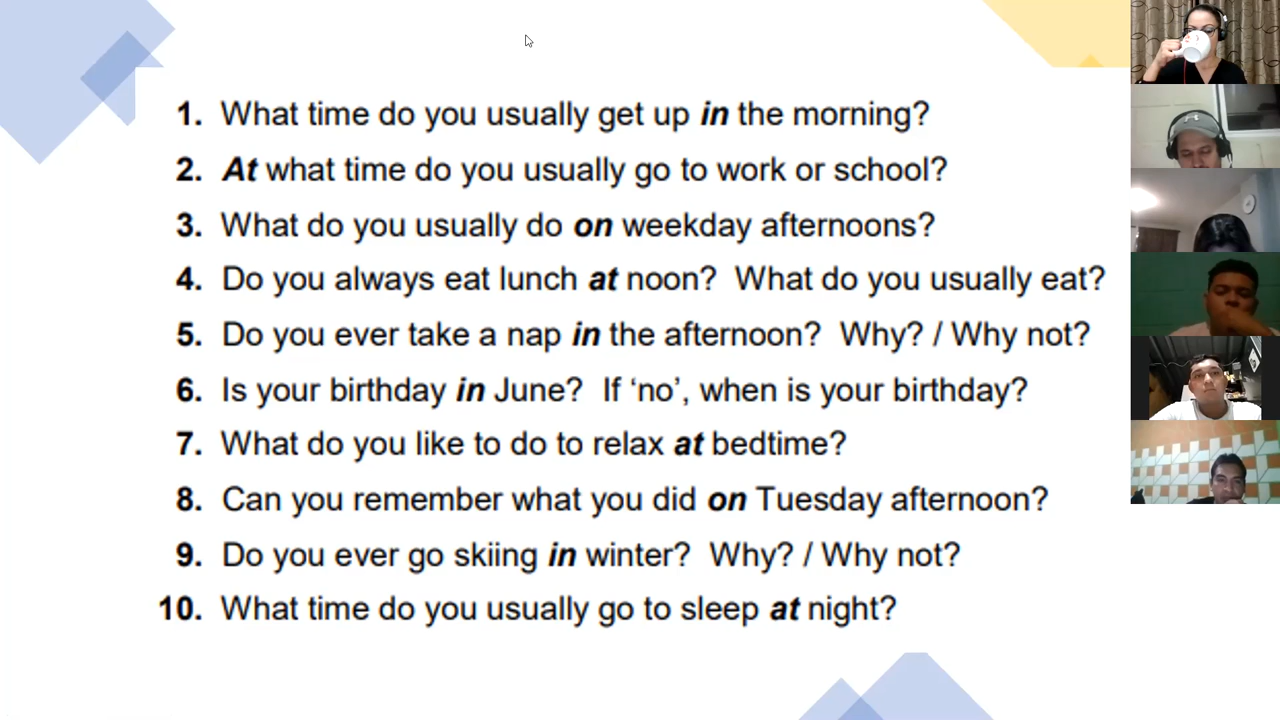 1. What time do you usually get up in the morning?
2. At what time do you usually go to work or school?
3. What do you usually do on weekday afternoons?
4. Do you always eat lunch at noon? What do you usually eat?
5. Do you ever take a nap in the afternoon? Why? / Why not?
6. Is your birthday in June? If ‘no’, when is your birthday?
7. What do you like to do to relax at bedtime?
8. Can you remember what you did on Tuesday afternoon?
9. Do you ever go skiing in winter? Why? / Why not?
10. What time do you usually go to sleep at night?